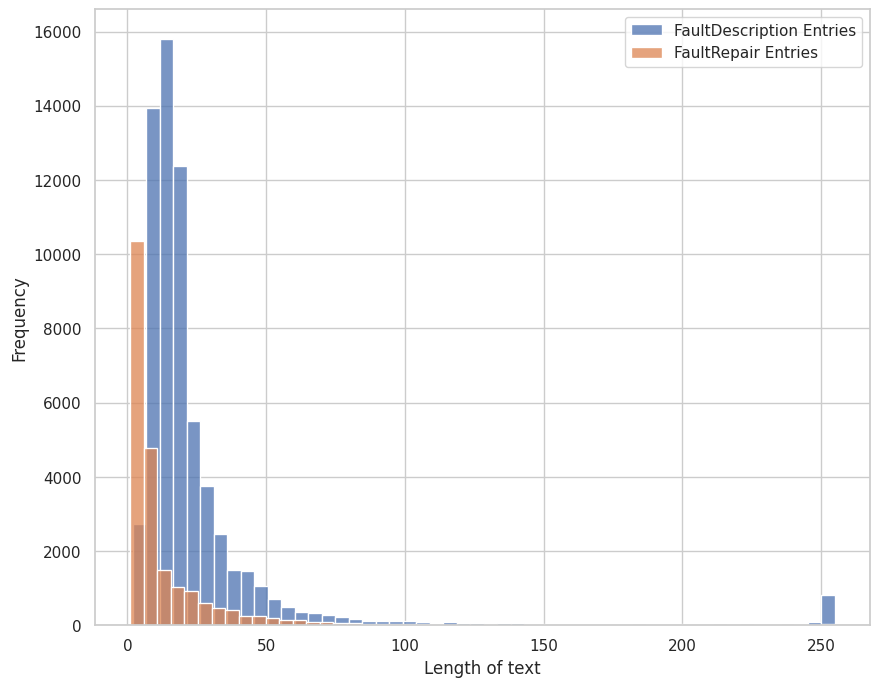 FaultDescription Entries
FaultRepair Entries
16000
14000
12000
10000
8000
6000
4000
2000
0
Frequency
0 50 100 150 200 250
Length of text